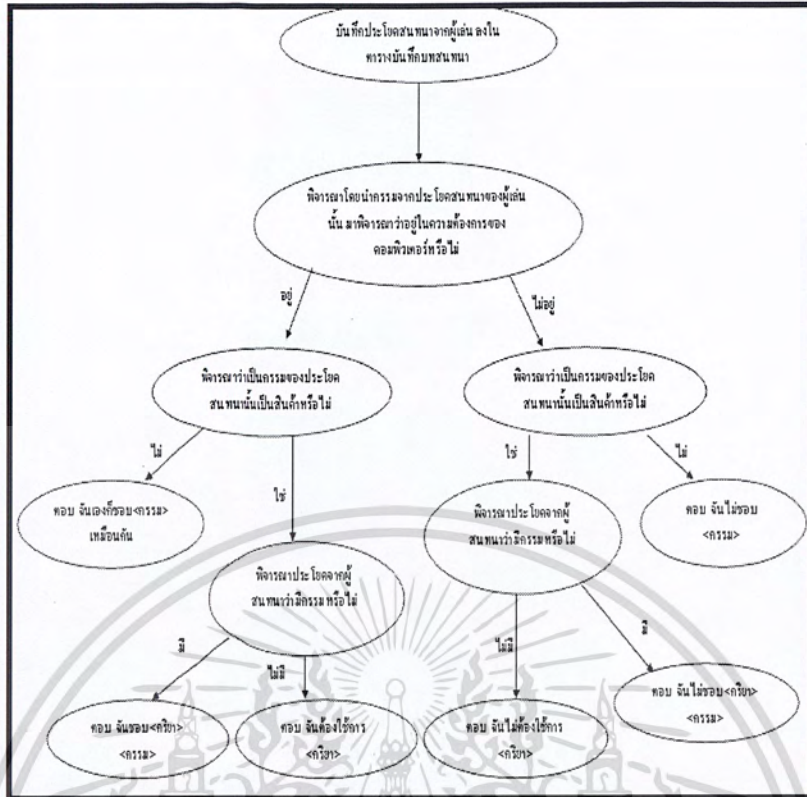 บันทึกประโยคสนทนาจากผู้เล่น ลงใน
ตารางบันทึกบทสนทนา
พิจารณาโดยนำกรรมจากประโยคสนทนาของผู้เล่น
นั้น มาพิจารณาว่าอยู่ในความต้องการของ
คอมพิวเตอร์หรือไม่
อยู่
ไม่อยู่
พิจารณาว่าเป็นกรรมของประโยค
สนทนานั้นเป็นสินค้าหรือไม่
พิจารณาว่าเป็นกรรมของประโยค
สนทนานั้นเป็นสินค้าหรือไม่
ไม่
ใช่
ใช่
ไม่
ตอบ ฉันเองก็ชอบ<กรรม>
เหมือนกัน
พิจารณาประโยคจากผู้
สนทนาว่ามีกรรมหรือไม่
ตอบ ฉันไม่ชอบ
<กรรม>
พิจารณาประโยคจากผู้
สนทนาว่ามีกรรม หรือไม่
มี
ไม่มี
ไม่มี
มี
ตอบ ฉันชอบ<กริยา>
<กรรม>
ตอบ ฉันต้องใช้การ
<กริยา>
ตอบ ฉันไม่ต้องใช้การ
<กริยา>
ตอบ ฉันไม่ชอบ<กริยา>
<กรรม>